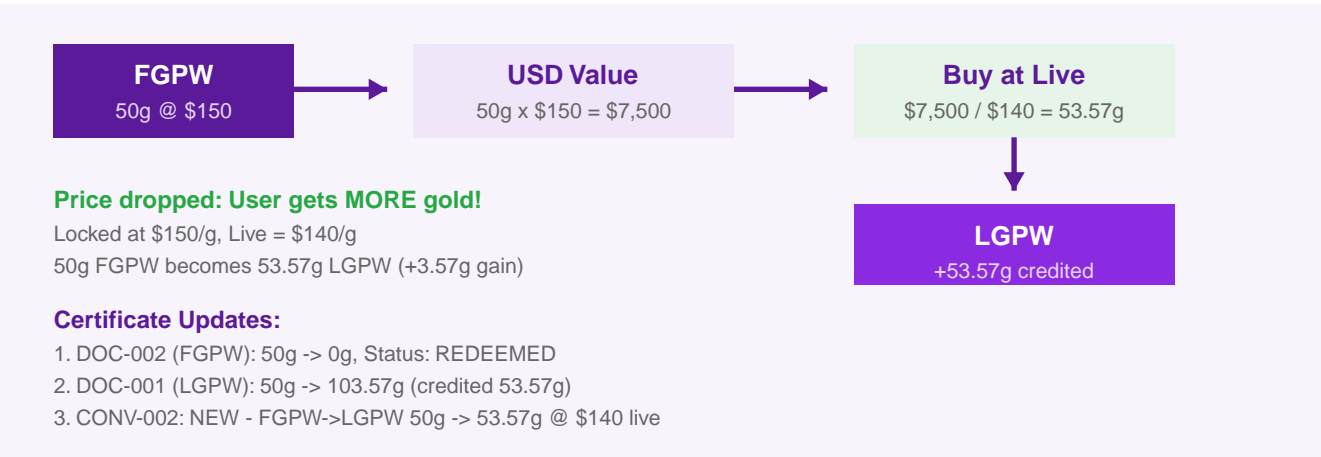 FGPW
50g @ $150
USD Value
50g x $150 = $7,500
Buy at Live
$7,500 / $140 = 53.57g
LGPW
+53.57g credited
Price dropped: User gets MORE gold!
Locked at $150/g, Live = $140/g
50g FGPW becomes 53.57g LGPW (+3.57g gain)
Certificate Updates:
1. DOC-002 (FGPW): 50g -> 0g, Status: REDEEMED
2. DOC-001 (LGPW): 50g -> 103.57g (credited 53.57g)
3. CONV-002: NEW - FGPW->LGPW 50g -> 53.57g @ $140 live